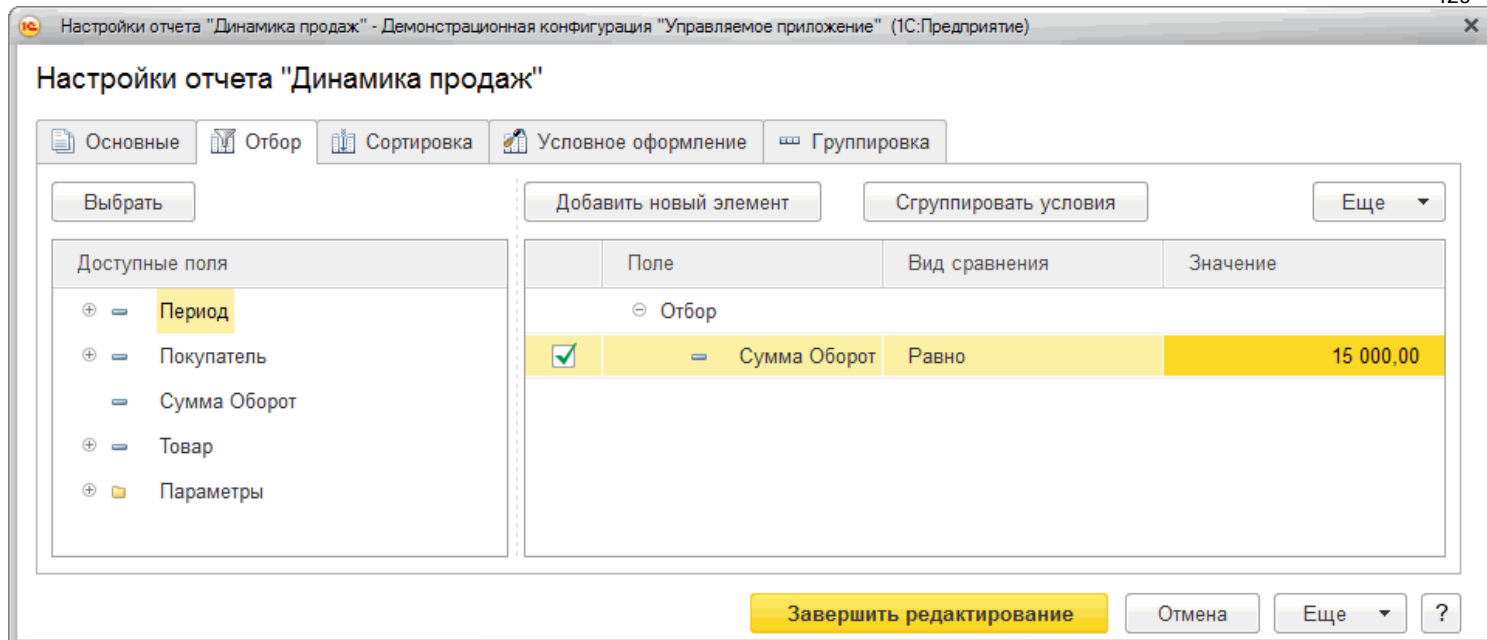 Настройки отчета "Динамика продаж" - Демонстрационная конфигурация "Управляемое приложение" (1С:Предприятие)
Настройки отчета "Динамика продаж"
Основные Отбор Сортировка Условное оформление Группировка
Выбрать Добавить новый элемент Сгруппировать условия Еще
Доступные поля Поле Вид сравнения Значение
Период Отбор
Покупатель Сумма Оборот Равно 15 000,00
Сумма Оборот
Товар
Параметры
Завершить редактирование Отмена Еще ?